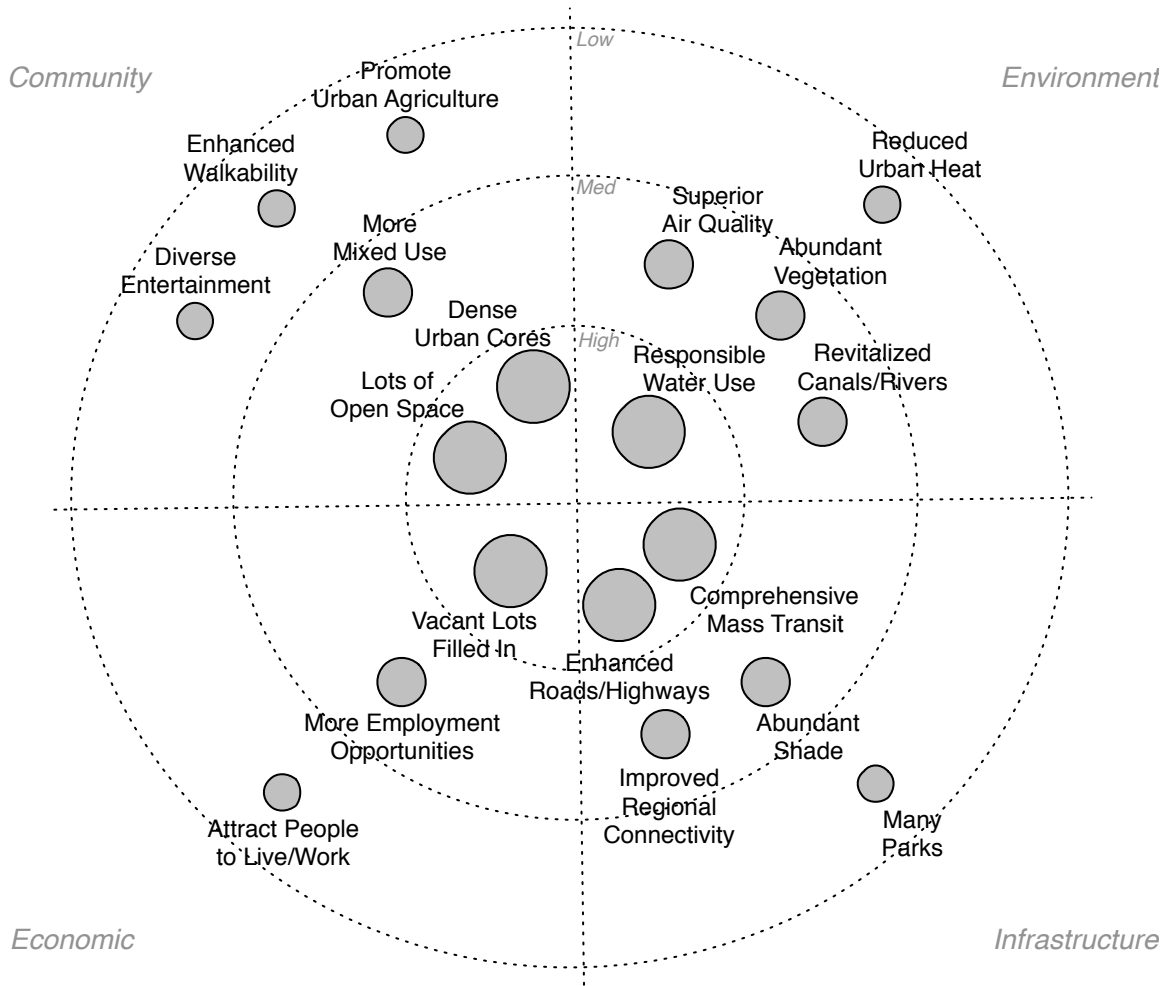 Low
Community
Environment
Promote
Urban Agriculture
Enhanced
Walkability
Reduced
Urban Heat
Med
Superior
Air Quality
More
Mixed Use
Abundant
Vegetation
Diverse
Entertainment
Dense
Urban Cores
High
Responsible
Water Use
Revitalized
Canals/Rivers
Lots of
Open Space
Comprehensive
Mass Transit
Vacant Lots
Filled In
Enhanced
Roads/Highways
More Employment
Opportunities
Abundant
Shade
Improved
Regional
Connectivity
Many
Parks
Attract People
to Live/Work
Economic
Infrastructure